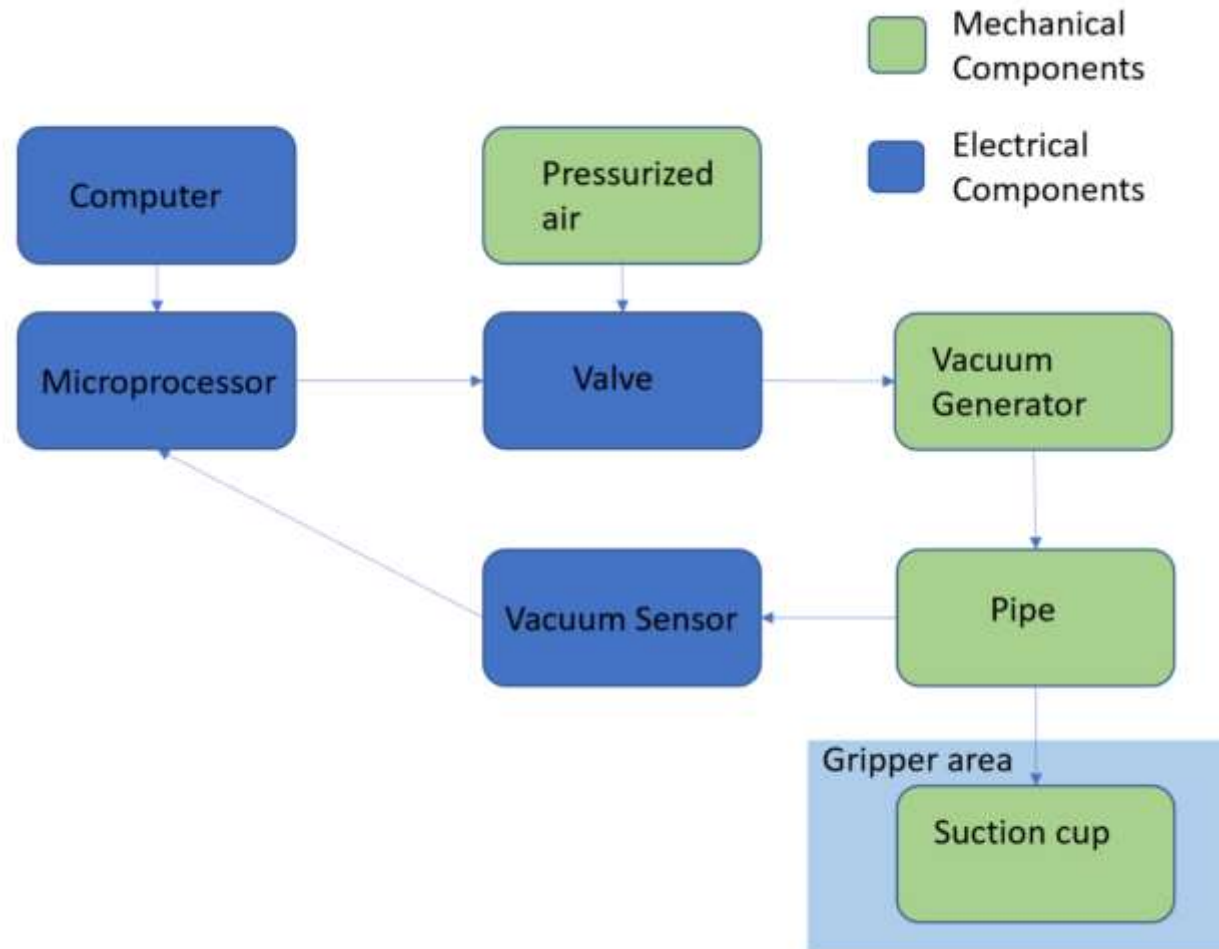 Mechanical
Components
Electrical
Components
Computer
Pressurized
air
Microprocessor
Valve
Vacuum
Generator
Vacuum Sensor
Pipe
Gripper area
Suction cup